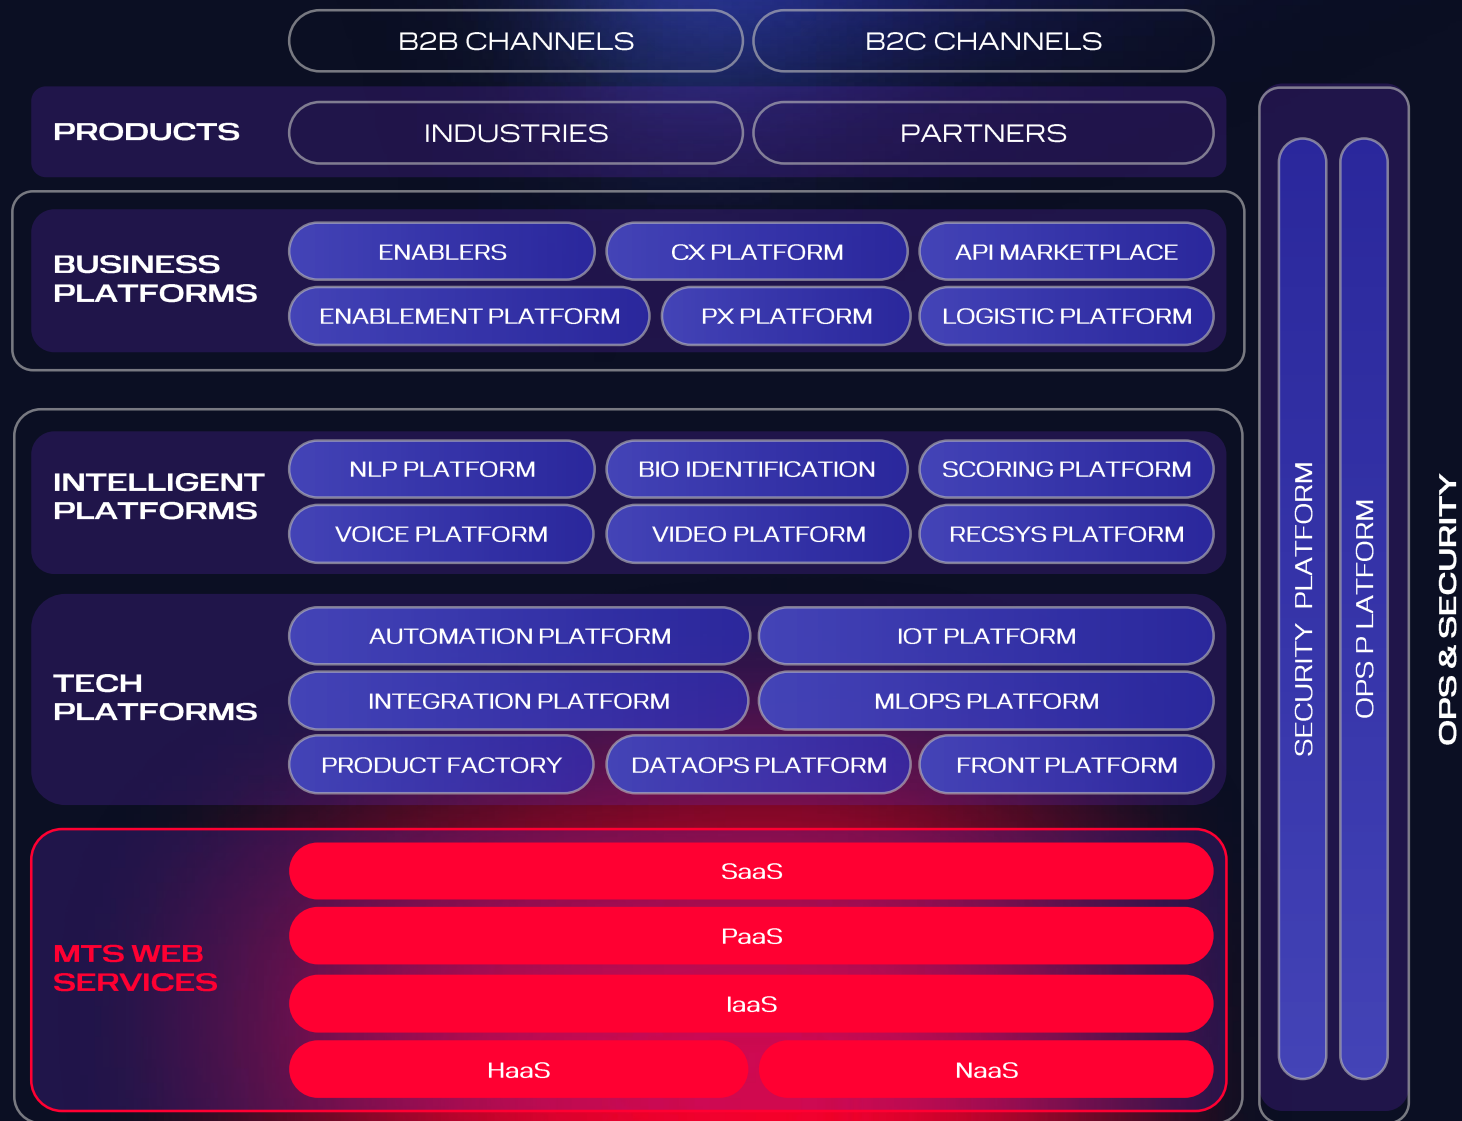 B2B CHANNELS
B2C CHANNELS
PRODUCTS
INDUSTRIES
PARTNERS
BUSINESS
PLATFORMS
ENABLERS
CX PLATFORM
API MARKETPLACE
ENABLEMENT PLATFORM
PX PLATFORM
LOGISTIC PLATFORM
INTELLIGENT
PLATFORMS
NLP PLATFORM
BIO IDENTIFICATION
SCORING PLATFORM
VOICE PLATFORM
VIDEO PLATFORM
RECSYS PLATFORM
TECH
PLATFORMS
AUTOMATION PLATFORM
IOT PLATFORM
INTEGRATION PLATFORM
MLOPS PLATFORM
PRODUCT FACTORY
DATAOPS PLATFORM
FRONT PLATFORM
MTS WEB
SERVICES
SaaS
PaaS
IaaS
HaaS
NaaS
SECURITY PLATFORM
OPS P LATFORM
OPS & SECURITY